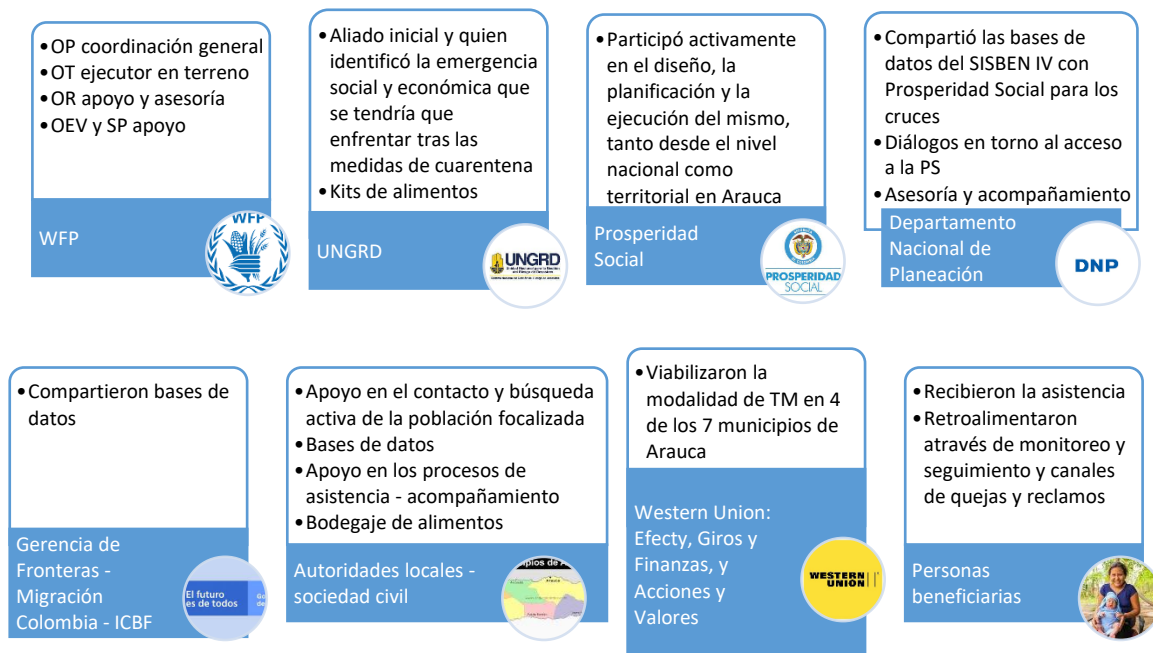 •OP coordinación general
•OT ejecutor en terreno
•OR apoyo y asesoría
•OEV y SP apoyo
WFP
WFP
•Aliado inicial y quien
identificó la emergencia
social y económica que
se tendría que
enfrentar tras las
medidas de cuarentena
•Kits de alimentos
UNGRD
UNGRD
•Participó activamente
en el diseño, la
planificación y la
ejecución del mismo,
tanto desde el nivel
nacional como
territorial en Arauca
Prosperidad
Social
PROSPERIDAD
SOCIAL
•Compartió las bases de
datos del SISBEN IV con
Prosperidad Social para los
cruces
•Diálogos en torno al acceso
a la PS
•Asesoría y acompañamiento
Departamento
Nacional de
Planeación
DNP
•Compartieron bases de
datos
Gerencia de
Fronteras -
Migración
Colombia - ICBF
El futuro
es de todos
•Apoyo en el contacto y búsqueda
activa de la población focalizada
•Bases de datos
•Apoyo en los procesos de
asistencia - acompañamiento
•Bodegaje de alimentos
Autoridades locales -
sociedad civil
•Viabilizaron la
modalidad de TM en 4
de los 7 municipios de
Arauca
Western Union:
Efecty, Giros y
Finanzas, y
Acciones y
Valores
WESTERN
UNION
•Recibieron la asistencia
•Retroalimentaron
através de monitoreo y
seguimiento y canales
de quejas y reclamos
Personas
beneficiarias